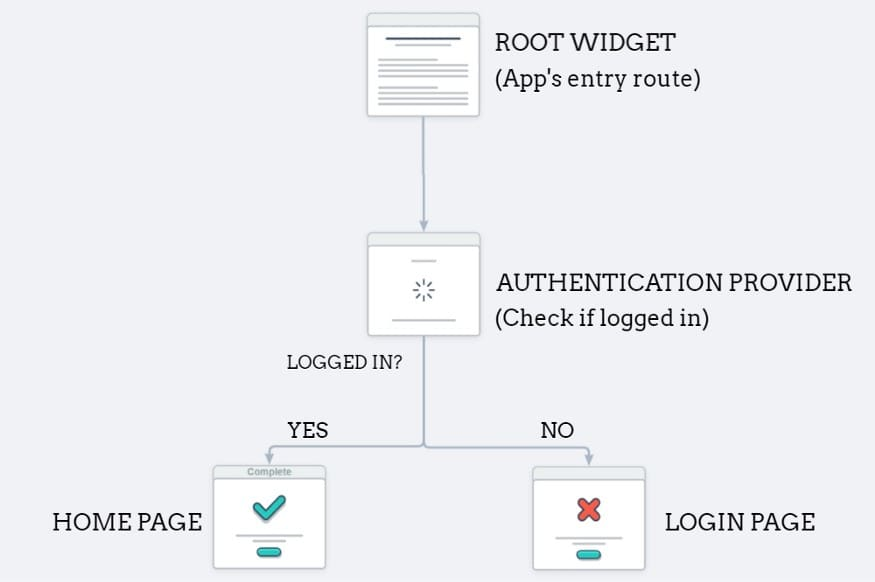 ROOT WIDGET
(App's entry route)
AUTHENTICATION PROVIDER
(Check if logged in)
LOGGED IN?
YES
NO
Complete
HOME PAGE
LOGIN PAGE